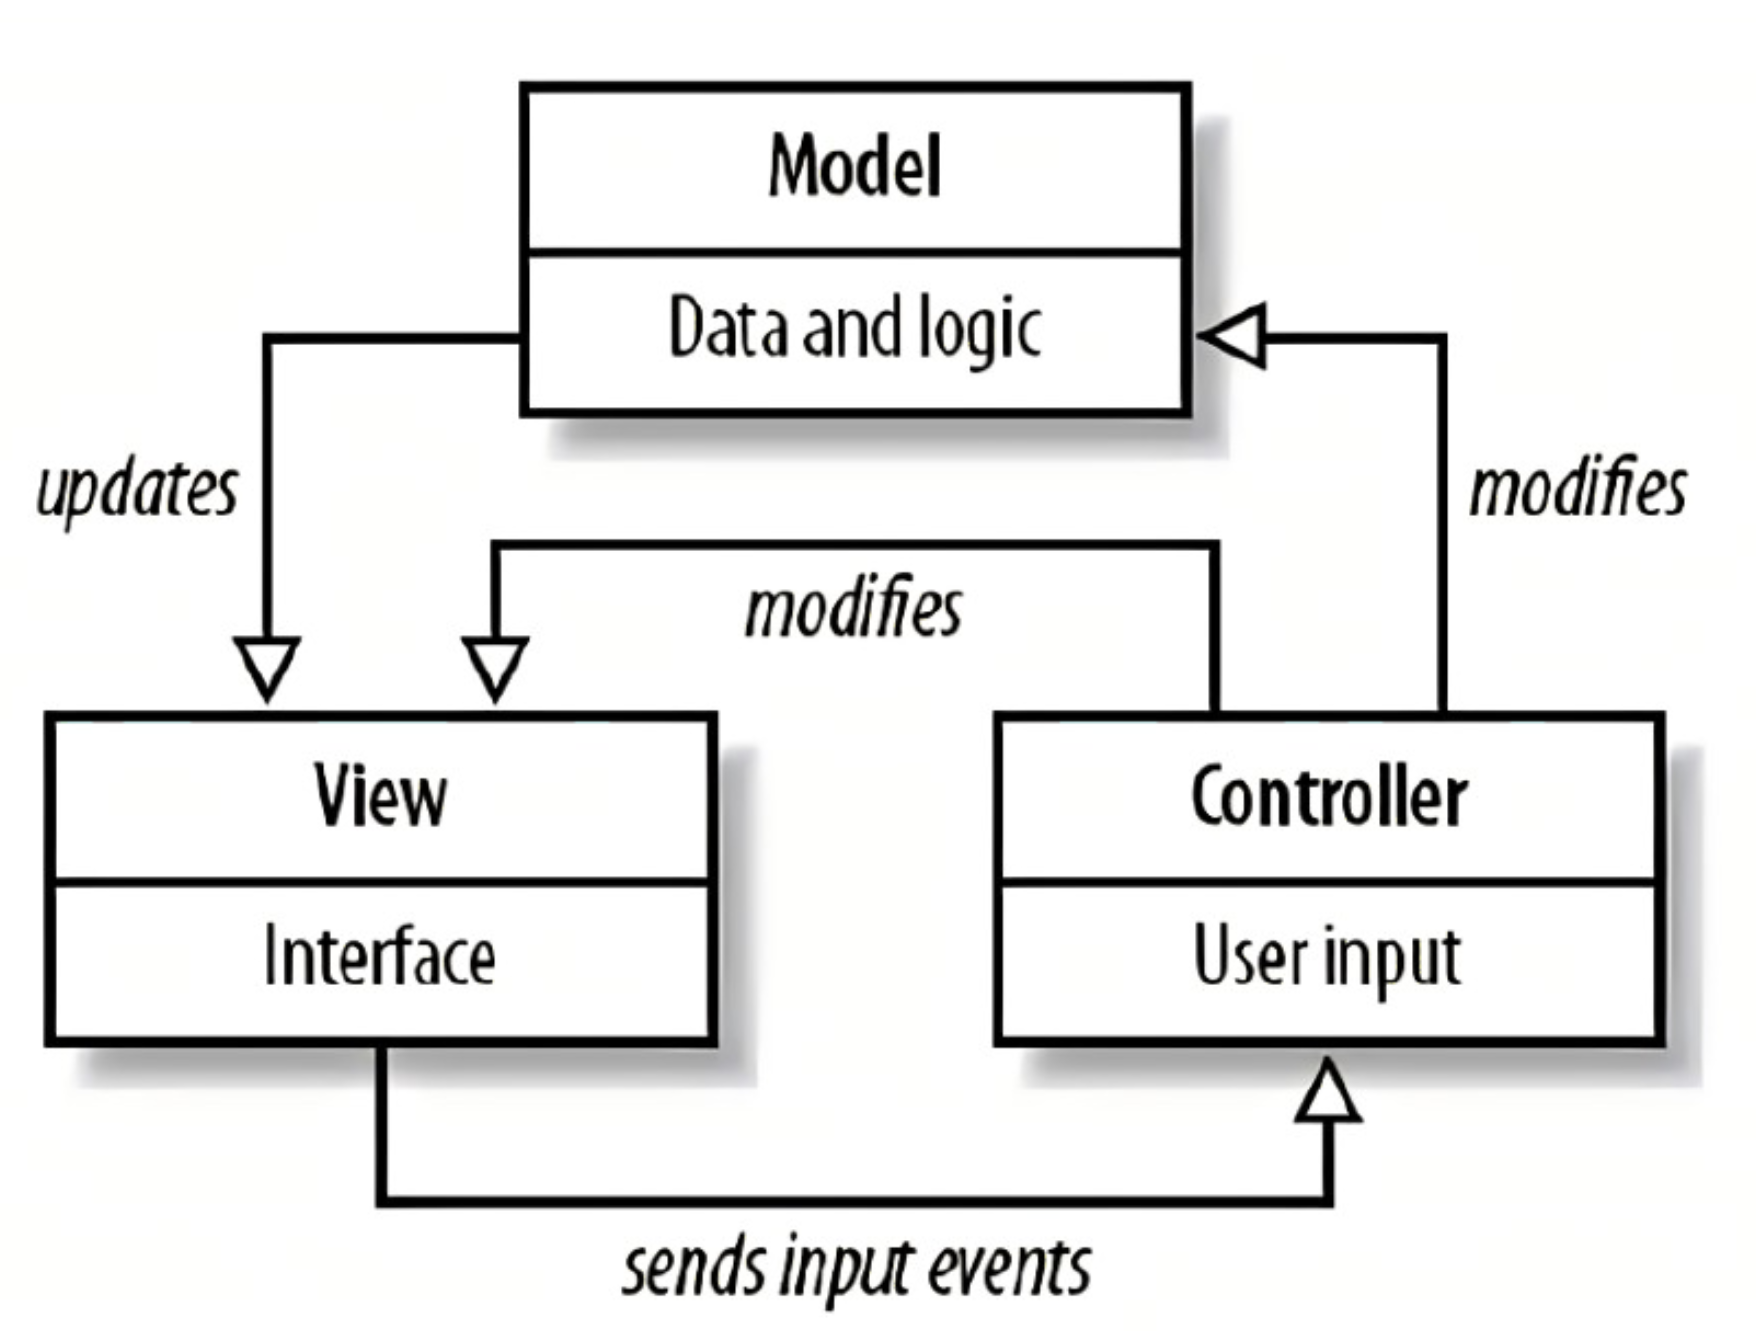 Model
Data and logic
updates
modifies
modifies
View
Controller
Interface
User input
sends input events